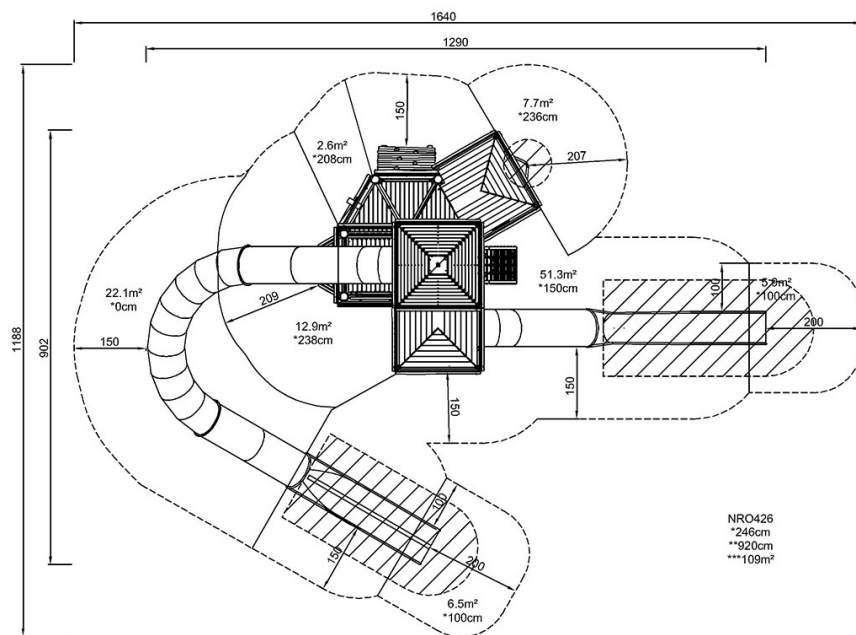 1640
1290
7.7m²
*236cm
150
2.6m²
*208cm
207
51.3m²
*150cm
5.9m²
*100cm
100
22.1m²
*0cm
209
12.9m²
*238cm
200
1188
902
150
150
150
100
NRO426
*246cm
**920cm
***109m²
150
200
6.5m²
*100cm